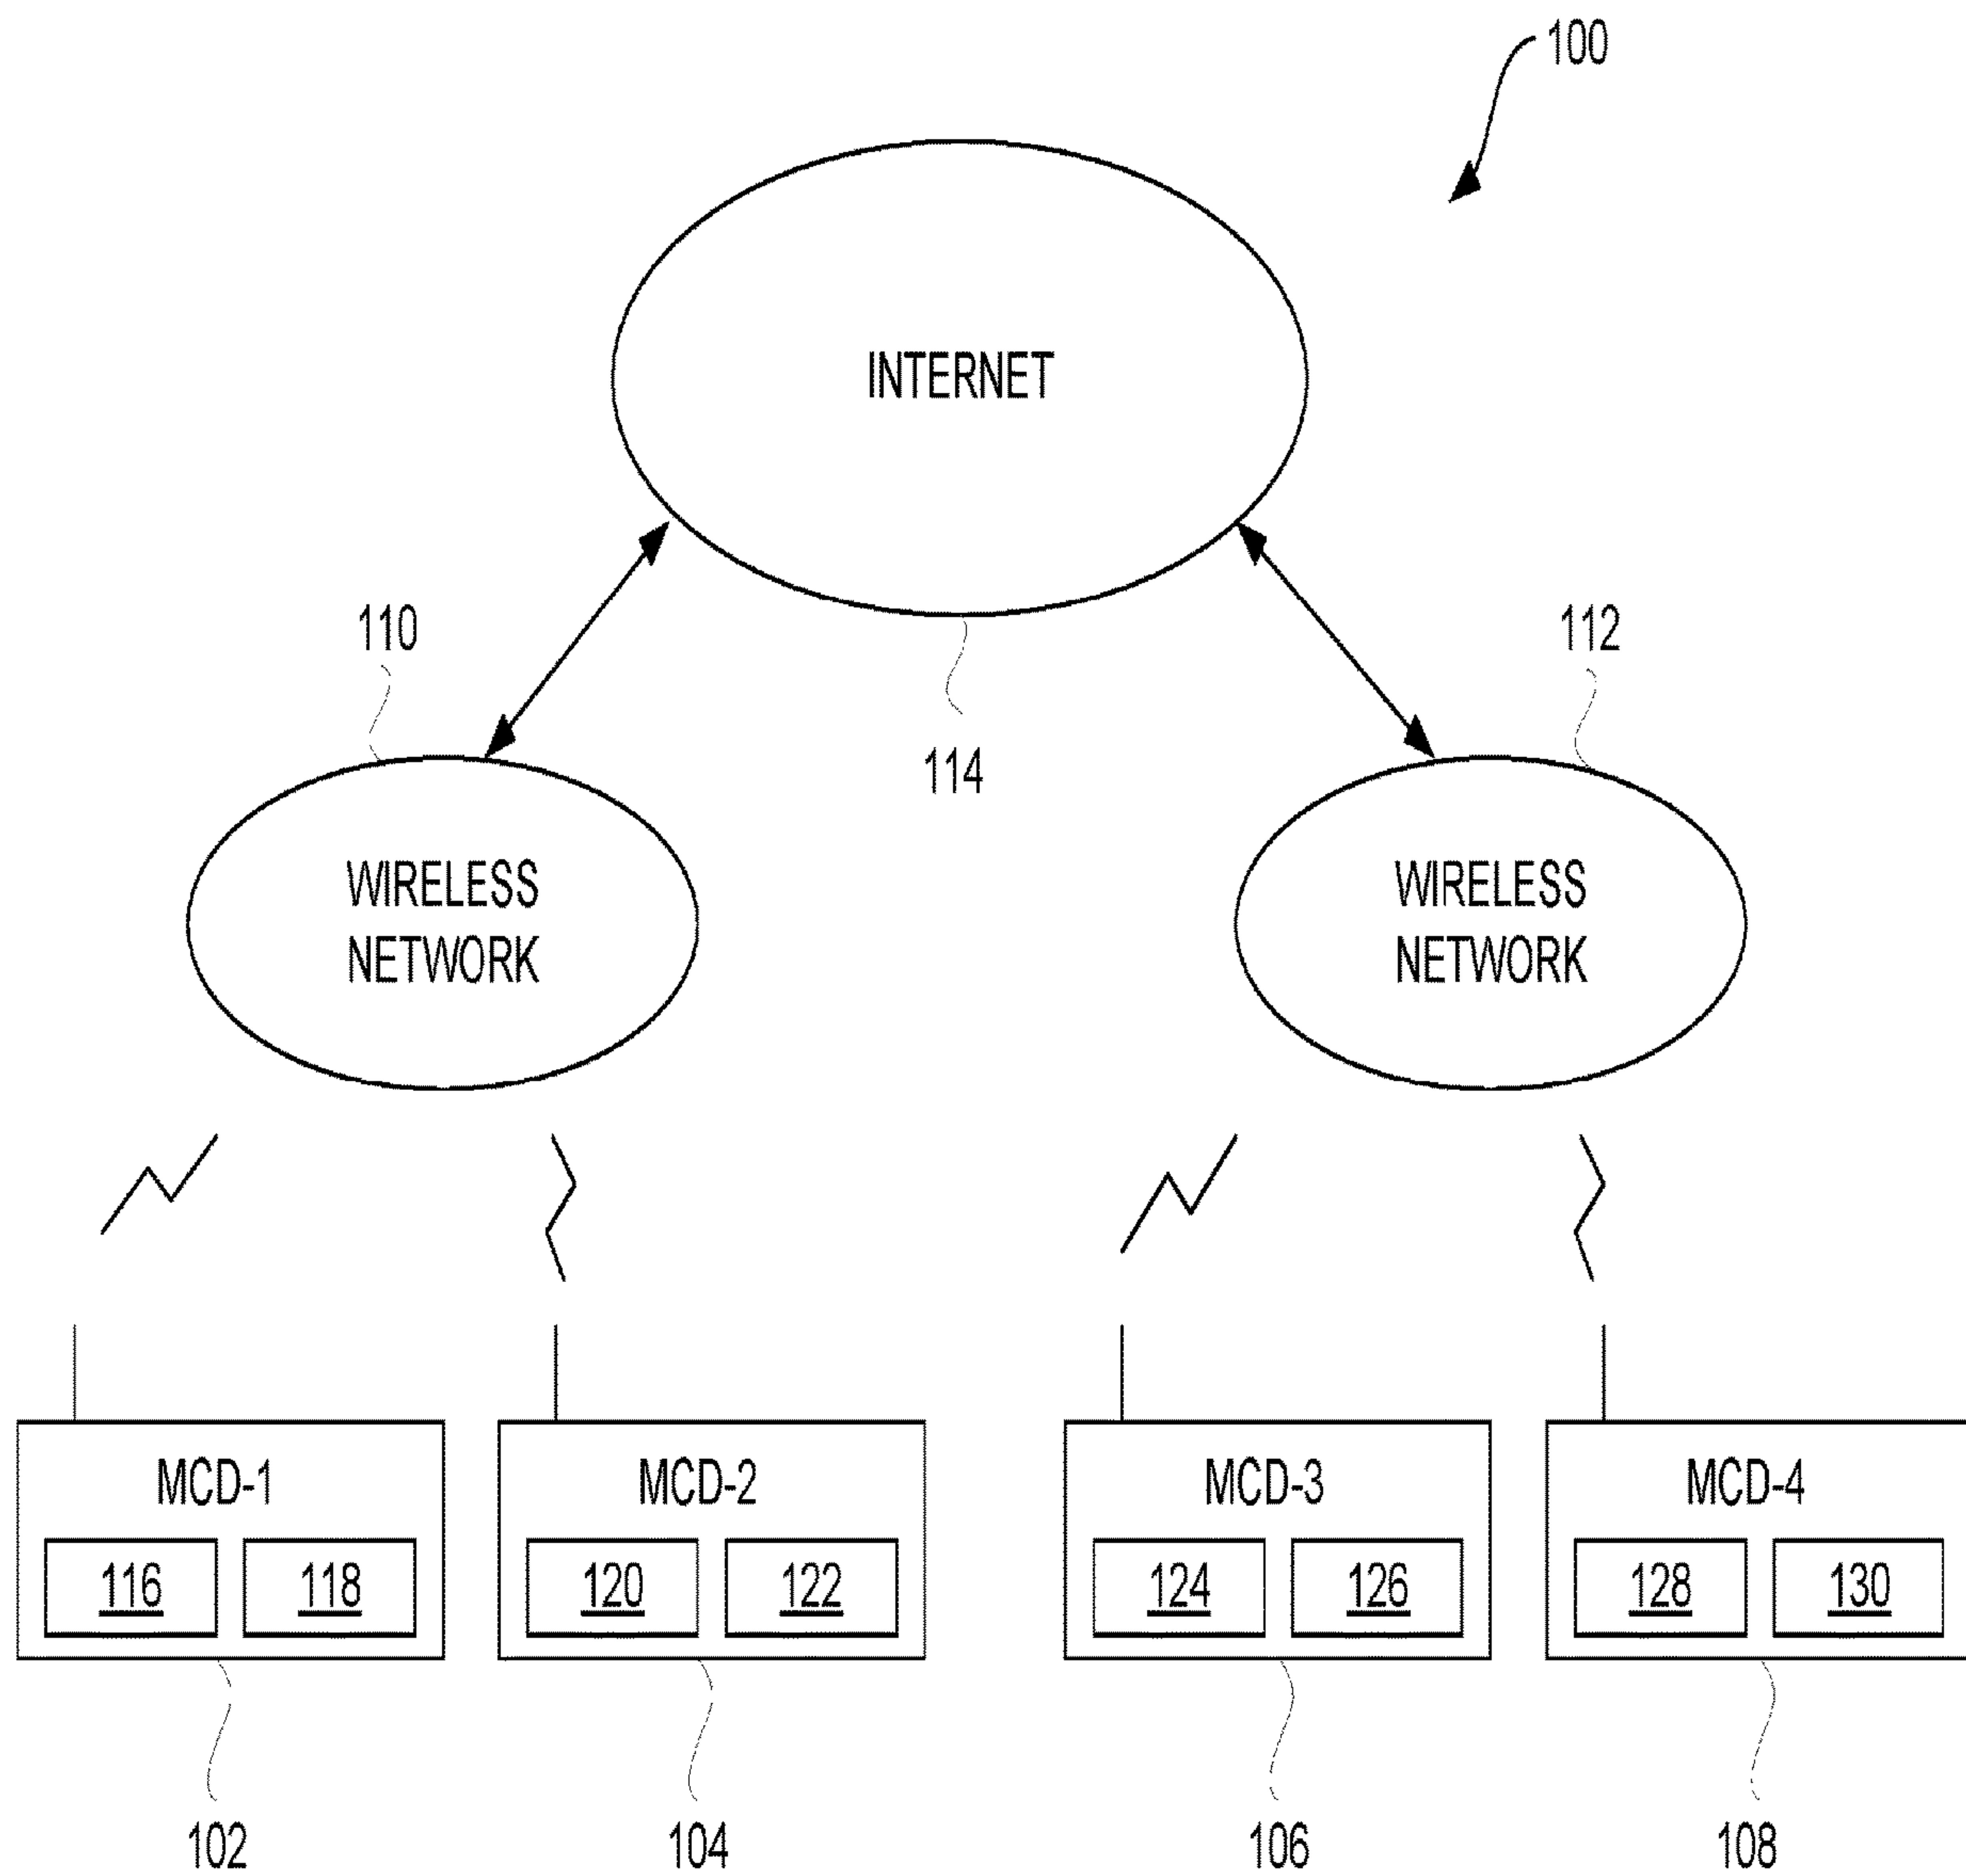 100
INTERNET
110
112
114
WIRELESS
NETWORK
WIRELESS
NETWORK
MCD-1
MCD-2
MCD-3
MCD-4
116
118
120
122
124
126
128
130
102
104
106
108